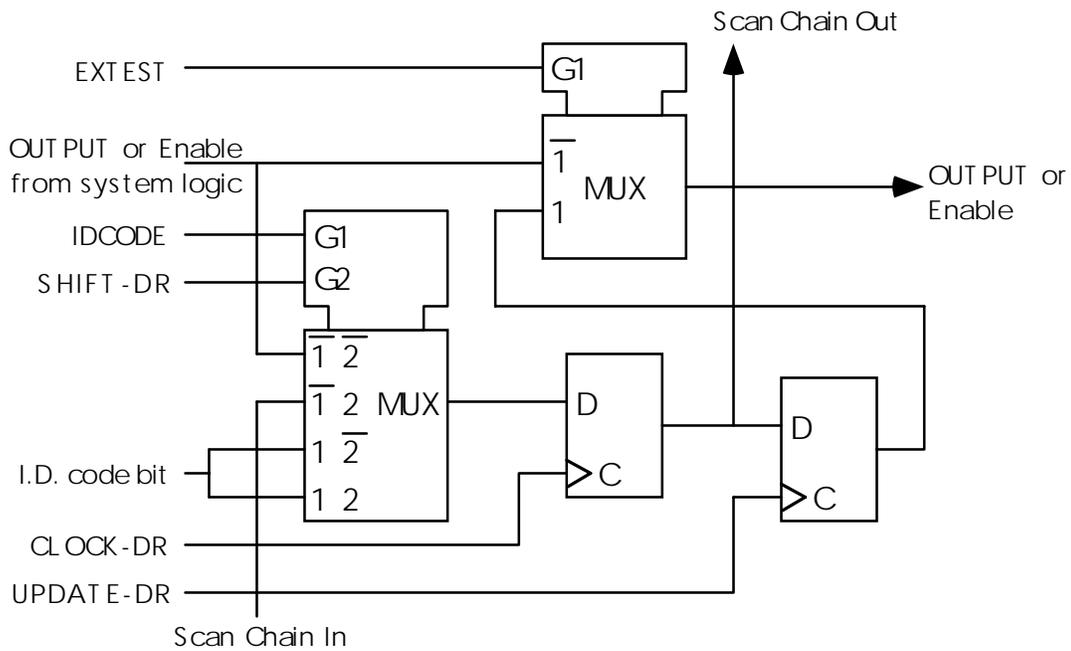 Scan Chain Out
EXTEST
G1
OUTPUT or Enable
from system logic
1
MUX
1
OUTPUT or
Enable
IDCODE
G1
SHIFT-DR
G2
1 2
1 2 MUX
1 2
1 2
D
C
D
C
I.D. code bit
CLOCK-DR
UPDATE-DR
Scan Chain In